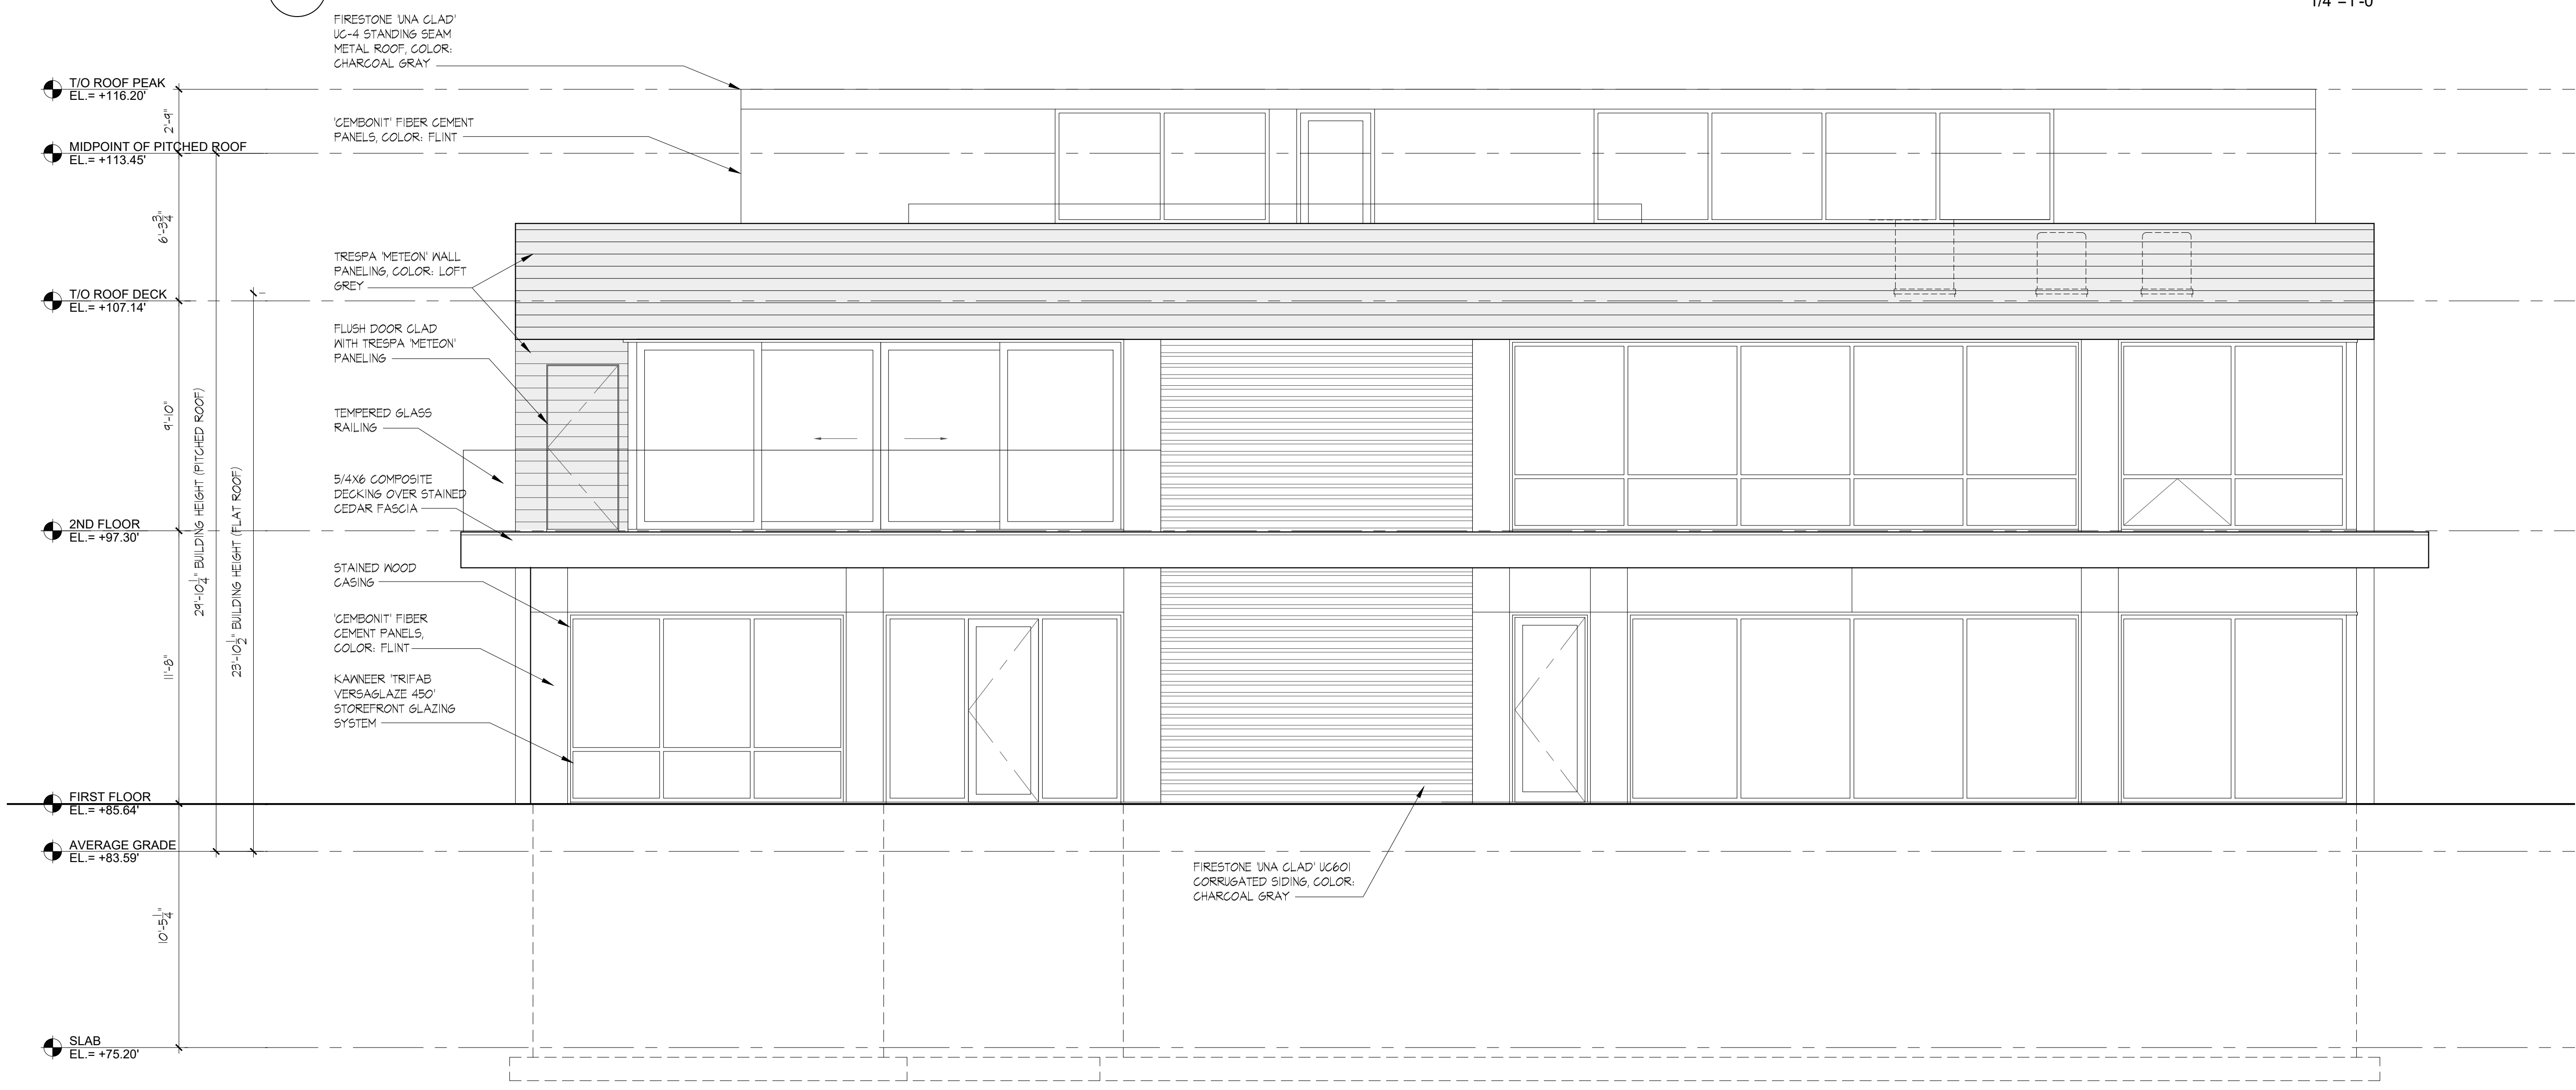 1/4"=1'-0"
FIRESTONE 'UNA CLAD'
UC-4 STANDING SEAM
METAL ROOF, COLOR:
CHARCOAL GRAY
T/O ROOF PEAK
EL.= +116.20'
2'-9"
'CEMBONIT' FIBER CEMENT
PANELS, COLOR: FLINT
MIDPOINT OF PITCHED ROOF
EL.= +113.45'
6'-3 3/4"
TRESPA 'METEON' WALL
PANELING, COLOR: LOFT
GREY
T/O ROOF DECK
EL.= +107.14'
FLUSH DOOR CLAD
WITH TRESPA 'METEON'
PANELING
9'-10"
TEMPERED GLASS
RAILING
29'-10 1/4" BUILDING HEIGHT (PITCHED ROOF)
23'-10 1/2" BUILDING HEIGHT (FLAT ROOF)
5/4X6 COMPOSITE
DECKING OVER STAINED
CEDAR FASCIA
2ND FLOOR
EL.= +97.30'
STAINED WOOD
CASING
'CEMBONIT' FIBER
CEMENT PANELS,
COLOR: FLINT
11'-8"
KAWNEER 'TRIFAB
VERSAGLAZE 450'
STOREFRONT GLAZING
SYSTEM
FIRST FLOOR
EL.= +85.64'
AVERAGE GRADE
EL.= +83.59'
FIRESTONE 'UNA CLAD' UC601
CORRUGATED SIDING, COLOR:
CHARCOAL GRAY
10'-5 1/4"
SLAB
EL.= +75.20'